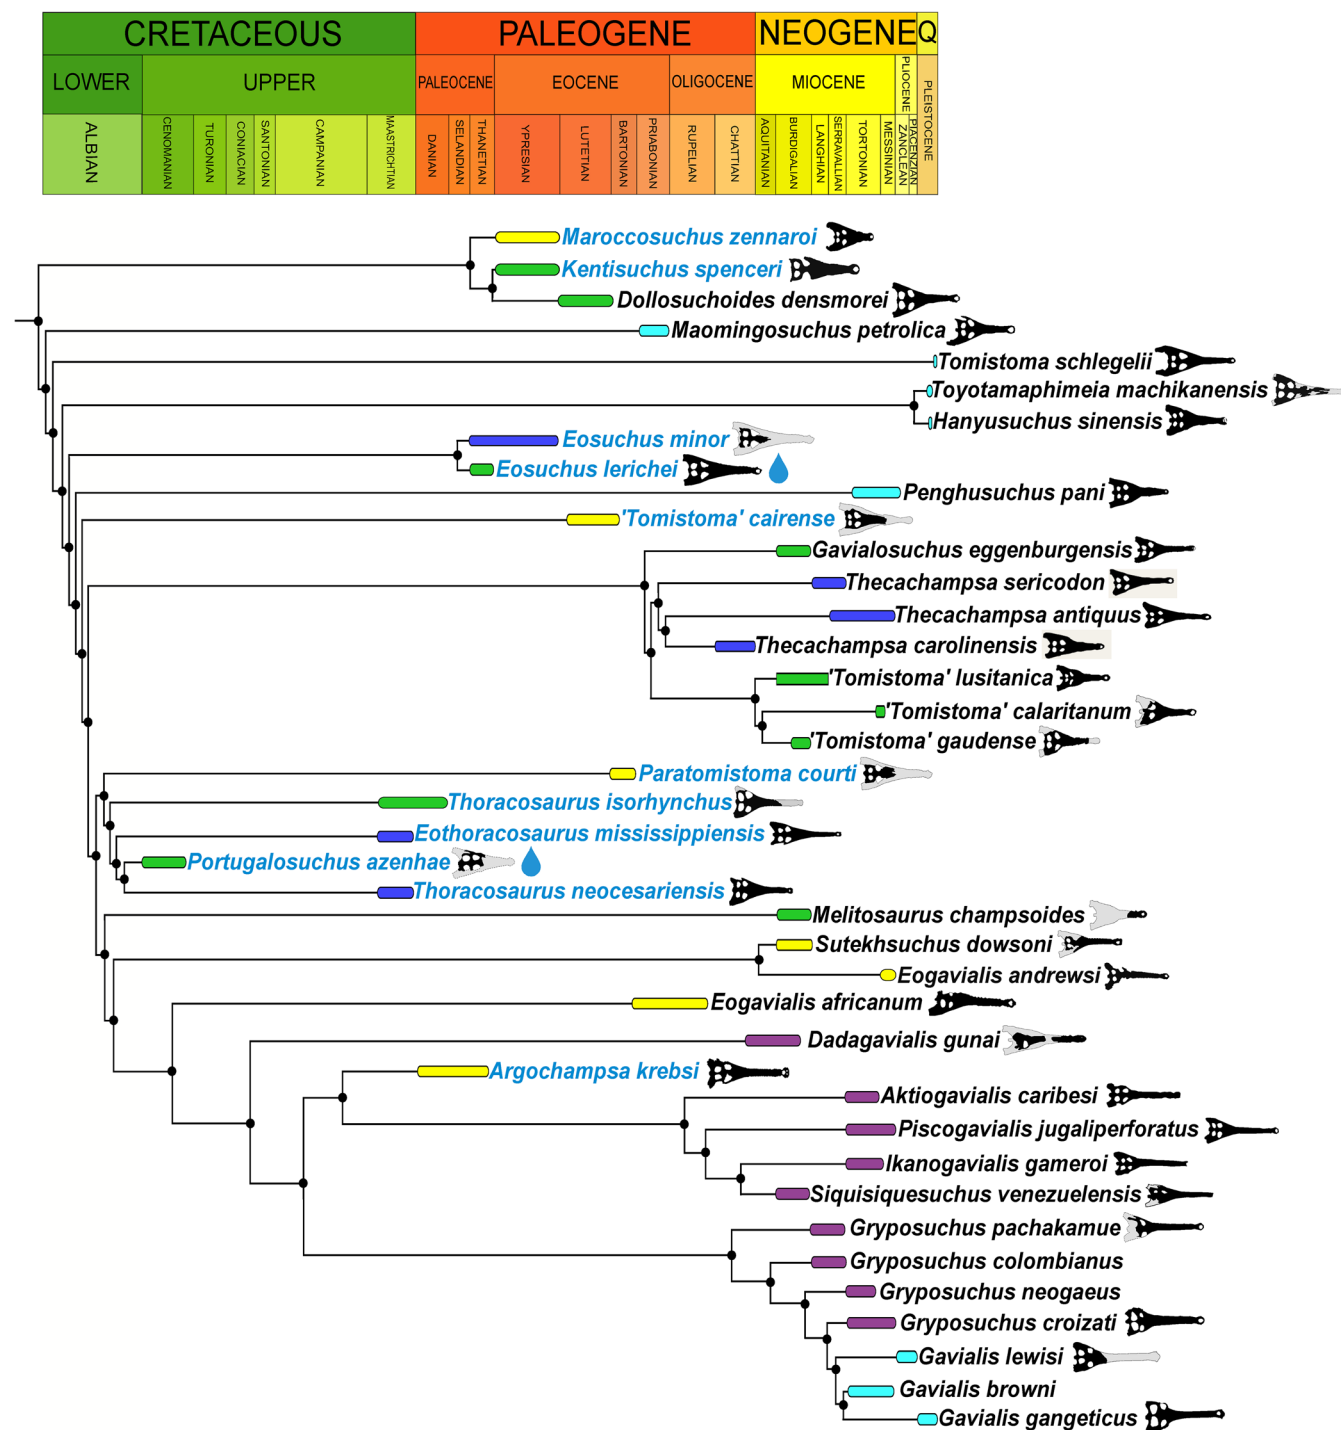 CRETACEOUS PALEOGENE NEOGENE Q
LOWER UPPER PALEOCENE EOCENE OLIGOCENE MIOCENE PLIOCENE PLEISTOCENE
ALBIAN CENOMANIAN TURONIAN CONIACIAN SANTONIAN CAMPANIAN MAASTRICHTIAN DANIAN SELANDIAN THANETIAN YPRESIAN LUTETIAN BARTONIAN PRIABONIAN RUPELIAN CHATTIAN AQUITANIAN BURDIGALIAN LANGHIAN SERRAVALLIAN TORTONIAN MESSINIAN ZANCLEAN PIACENZIAN
Maroccosuchus zennaroi
Kentisuchus spenceri
Dollosuchoides densmorei
Maomingosuchus petrolica
Tomistoma schlegelii
Toyotamaphimeia machikanensis
Hanyusuchus sinensis
Eosuchus minor
Eosuchus lerichei
Penghusuchus pani
'Tomistoma' cairense
Gavialosuchus eggenburgensis
Thecachampsa sericodon
Thecachampsa antiquus
Thecachampsa carolinensis
'Tomistoma' lusitanica
'Tomistoma' calaritanum
'Tomistoma' gaudense
Paratomistoma courti
Thoracosaurus isorhynchus
Eothoracosaurus mississippiensis
Portugalosuchus azenhae
Thoracosaurus neocesariensis
Melitosaurus champsoides
Sutekhsuchus dowsoni
Eogavialis andrewsi
Eogavialis africanum
Dadagavialis gunai
Argochampsa krebsi
Aktiogavialis caribesi
Piscogavialis jugaliperforatus
Ikanogavialis gameroi
Siquisiquesuchus venezuelensis
Gryposuchus pachakamue
Gryposuchus colombianus
Gryposuchus neogaeus
Gryposuchus croizati
Gavialis lewisi
Gavialis browni
Gavialis gangeticus